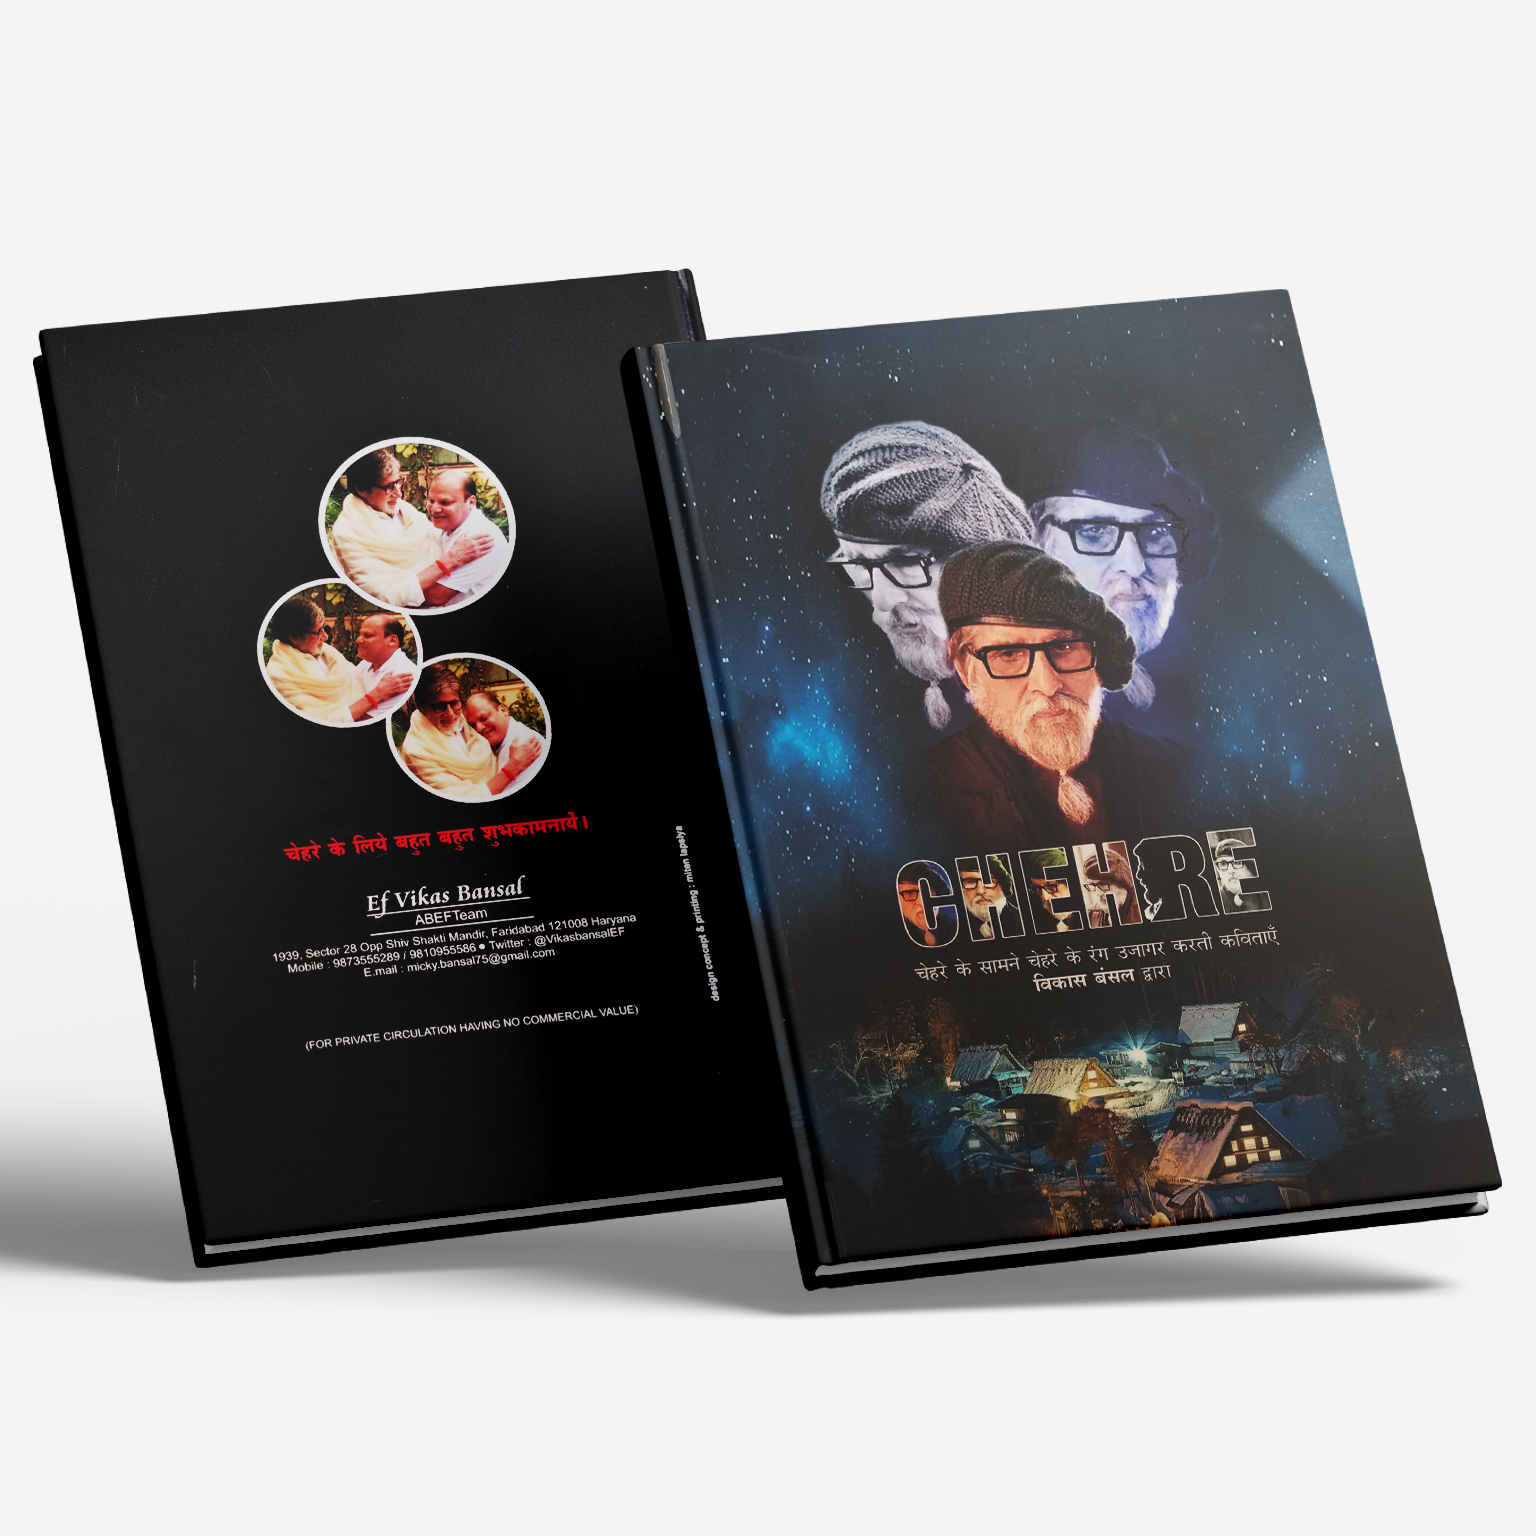 चेहरे के लिये बहुत बहुत शुभकामनायें।
Ef Vikas Bansal
ABEFTeam
1939, Sector 28 Opp Shiv Shakti Mandir, Faridabad 121008 Haryana
Mobile : 9873555289 / 9810955586 ● Twitter : @VikasbansalEF
E.mail : micky.bansal75@gmail.com
(FOR PRIVATE CIRCULATION HAVING NO COMMERCIAL VALUE)
design concept & printing : miten lapsiya
CHEHRE
चेहरे के सामने चेहरे के रंग उजागर करती कविताएँ
विकास बंसल द्वारा